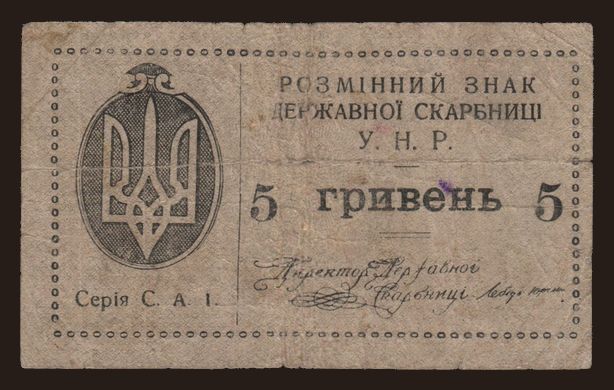 РОЗМІННИЙ ЗНАК
ДЕРЖАВНОЇ СКАРБНИЦІ
У. Н. Р.
5 гривень 5
Директор Державної
Скарбниці
Серія С. А. І.